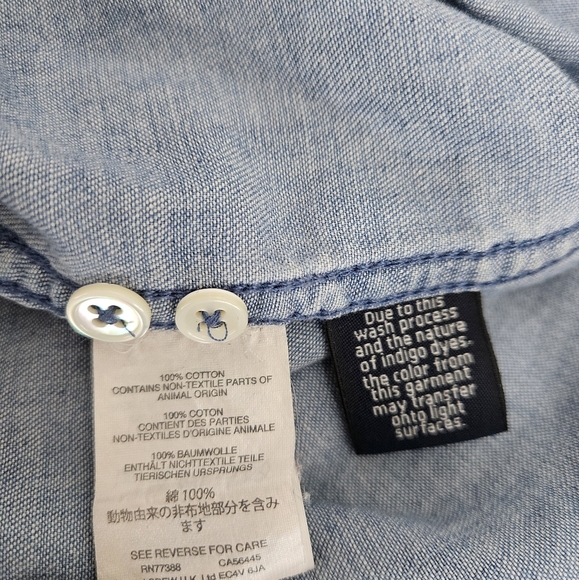 100% COTTON
CONTAINS NON-TEXTILE PARTS OF
ANIMAL ORIGIN
100% COTON
CONTIENT DES PARTIES
NON-TEXTILES D'ORIGINE ANIMALE
100% BAUMWOLLE
ENTHÄLT NICHTTEXTILE TEILE
TIERISCHEN URSPRUNGS
綿 100%
動物由来の非布地部分を含み
ます
SEE REVERSE FOR CARE
RN77388 CA56445
U.K. Ltd EC4V 6JA
Due to this
wash process
and the nature
of indigo dyes.
the color from
this garment
may transfer
onto light
surfaces.